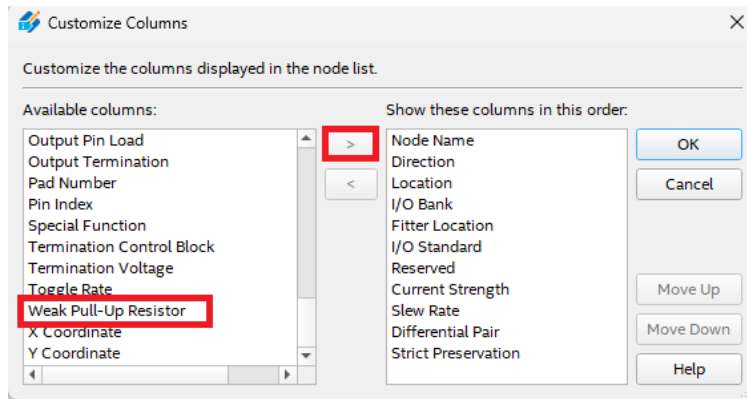 Customize Columns
Customize the columns displayed in the node list.
Available columns:
Output Pin Load
Output Termination
Pad Number
Pin Index
Special Function
Termination Control Block
Termination Voltage
Toggle Rate
Weak Pull-Up Resistor
X Coordinate
Y Coordinate
>
<
Show these columns in this order:
Node Name
Direction
Location
I/O Bank
Fitter Location
I/O Standard
Reserved
Current Strength
Slew Rate
Differential Pair
Strict Preservation
OK
Cancel
Move Up
Move Down
Help